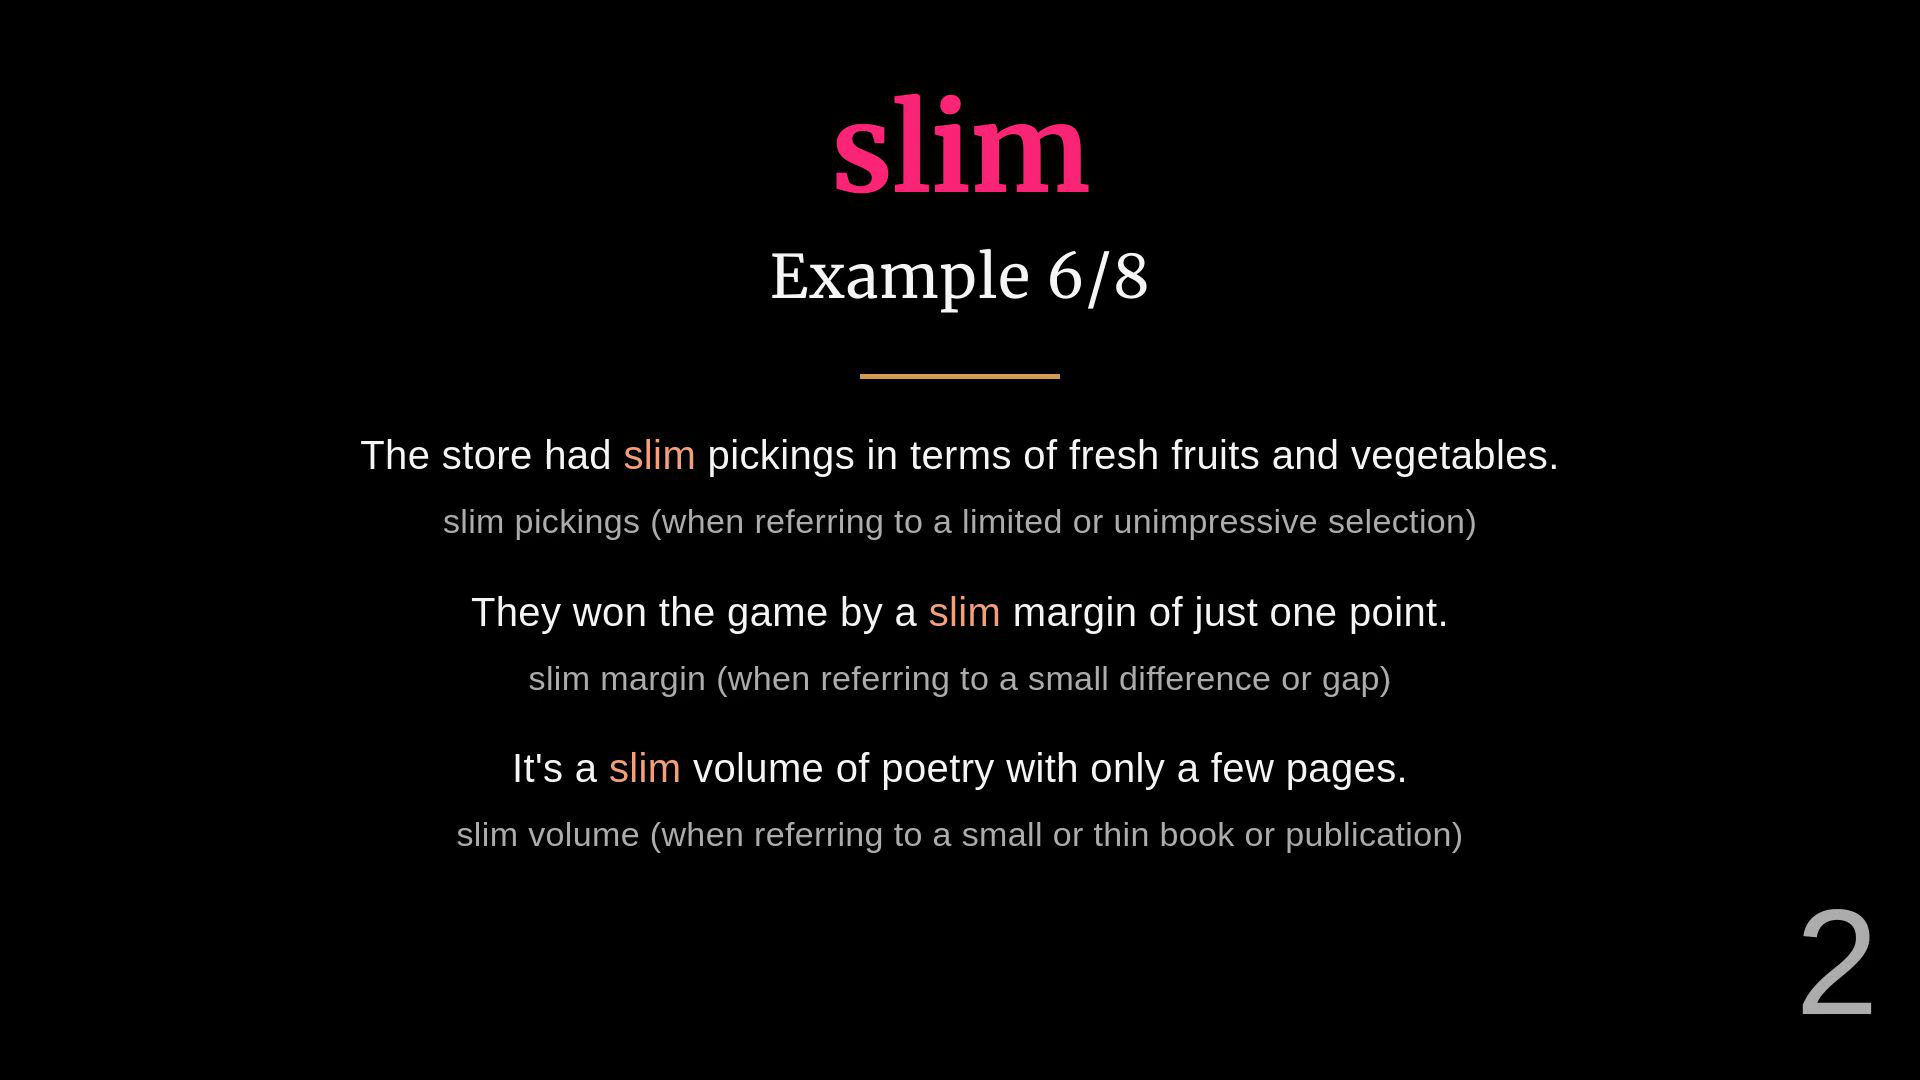 slim
Example 6/8
The store had slim pickings in terms of fresh fruits and vegetables.
slim pickings (when referring to a limited or unimpressive selection)
They won the game by a slim margin of just one point.
slim margin (when referring to a small difference or gap)
It's a slim volume of poetry with only a few pages.
slim volume (when referring to a small or thin book or publication)
2